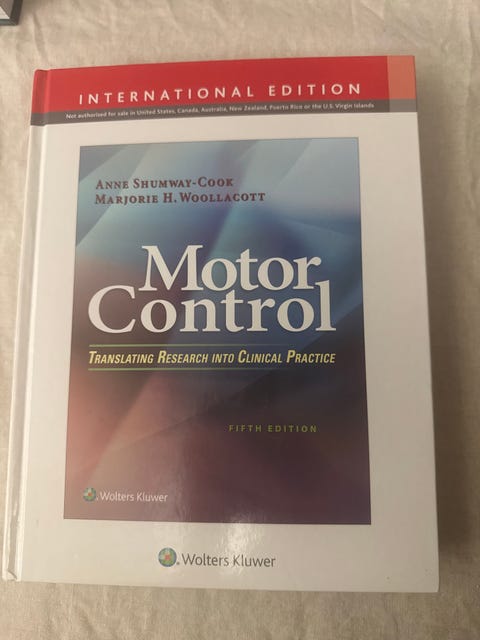 INTERNATIONAL EDITION
Not authorised for sale in United States, Canada, Australia, New Zealand, Puerto Rico or the U.S. Virgin Islands
ANNE SHUMWAY-COOK
MARJORIE H. WOOLLACOTT
Motor
Control
TRANSLATING RESEARCH INTO CLINICAL PRACTICE
FIFTH EDITION
Wolters Kluwer
Wolters Kluwer